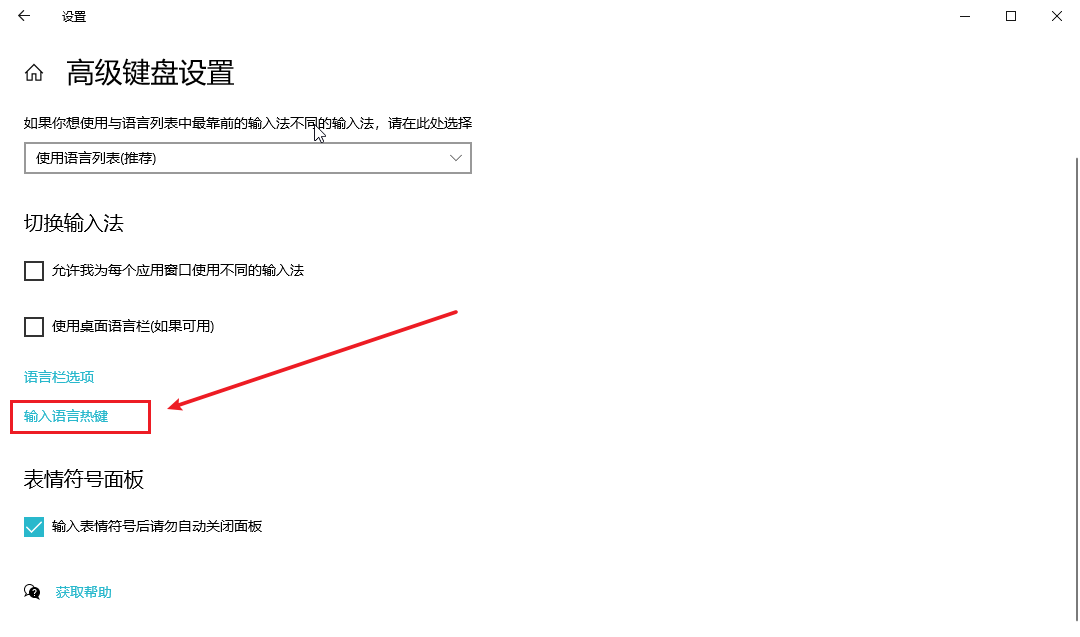 设置
高级键盘设置
如果你想使用与语言列表中最靠前的输入法不同的输入法，请在此处选择
使用语言列表(推荐)
切换输入法
允许我为每个应用窗口使用不同的输入法
使用桌面语言栏(如果可用)
语言栏选项
输入语言热键
表情符号面板
输入表情符号后请勿自动关闭面板
获取帮助